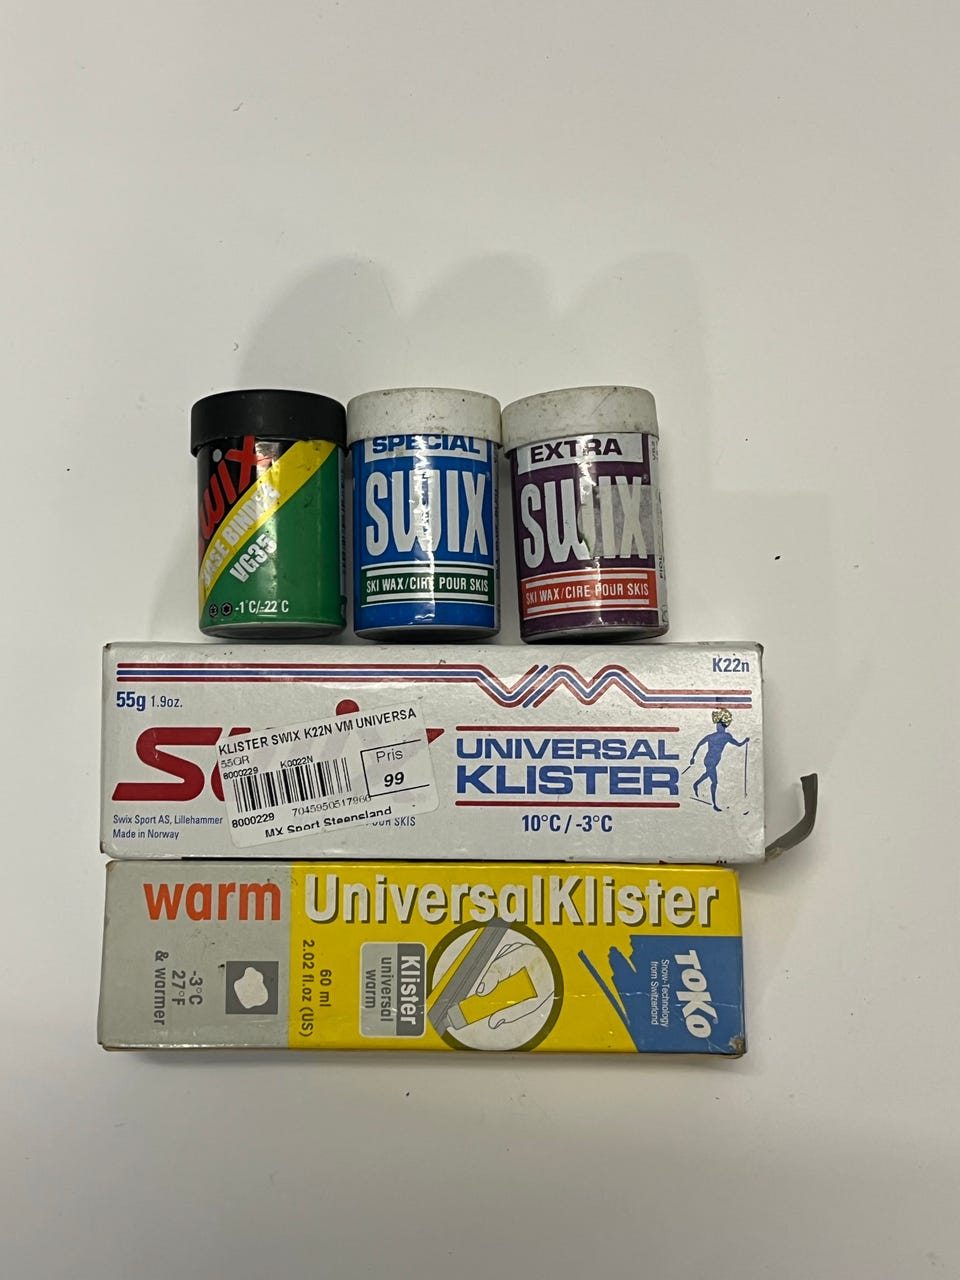 swix
BASE BINDER
VG35
-1°C/-22°C
SPECIAL
SWIX
SKI WAX/CIRE POUR SKIS
EXTRA
SWIX
SKI WAX/CIRE POUR SKIS
K22n
55g 1.9oz.
KLISTER SWIX K22N VM UNIVERSA
55GR
8000229 K0022N
Pris
99
8000229 7045950517960
MX Sport Steensland
UNIVERSAL
KLISTER
10°C / -3°C
Swix Sport AS, Lillehammer
Made in Norway
POUR SKIS
warm UniversalKlister
-3°C
27°F
& warmer
60 ml
2.02 fl.oz (US)
Klister
universal
warm
TOKO
Snow-Technology
from Switzerland